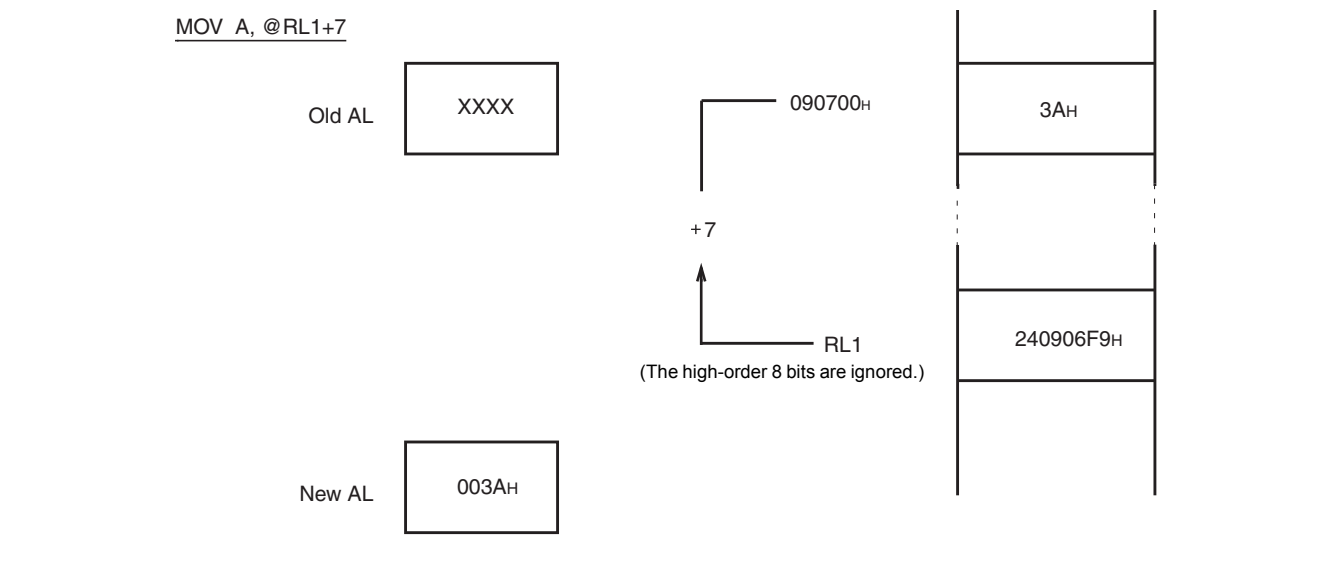 MOV A, @RL1+7
Old AL
XXXX
090700H
3AH
+7
RL1
240906F9H
(The high-order 8 bits are ignored.)
New AL
003AH